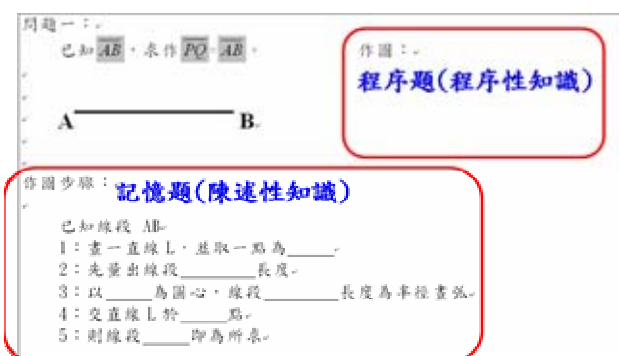 問題一：
已知AB，求作PQ=AB。
作圖：
程序題(程序性知識)
A B
作圖步驟：
記憶題(陳述性知識)
已知線段 AB
1：畫一直線 L，並取一點為_____
2：先量出線段________長度
3：以_____為圓心，線段________長度為半徑畫弧
4：交直線 L 於_____點
5：則線段_____即為所求